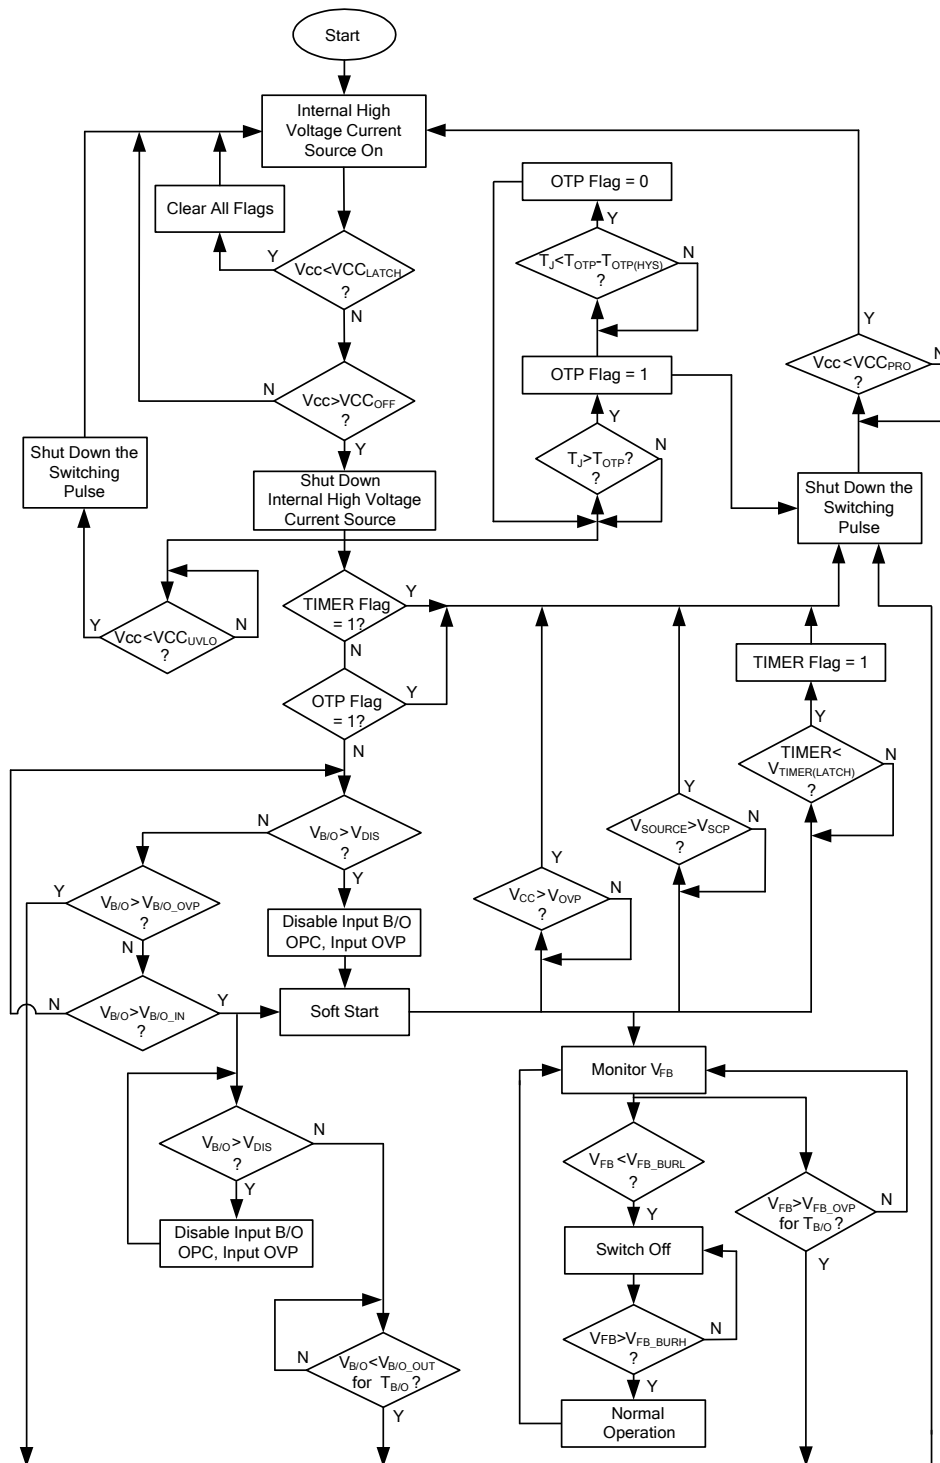 Start
Internal High
Voltage Current
Source On
Clear All Flags
Y
Vcc<VCCLATCH
?
N
N
Vcc>VCCOFF
?
Y
Shut Down the
Switching
Pulse
Shut Down
Internal High Voltage
Current Source
Y
Vcc<VCCUVLO
?
N
OTP Flag = 0
Y
TJ<TOTP-TOTP(HYS)
?
N
OTP Flag = 1
Y
TJ>TOTP?
?
N
Y
Vcc<VCCPRO
?
N
Shut Down the
Switching
Pulse
TIMER Flag
= 1?
Y
N
OTP Flag
= 1?
Y
N
TIMER Flag = 1
Y
TIMER<
VTIMER(LATCH)
?
N
Y
VSOURCE>VSCP
?
N
Y
VCC>VOVP
?
N
N
VB/O>VDIS
?
Y
Y
VB/O>VB/O_OVP
?
N
Disable Input B/O
OPC, Input OVP
N
VB/O>VB/O_IN
?
Y
Soft Start
Monitor VFB
VB/O>VDIS
?
N
Y
Disable Input B/O
OPC, Input OVP
VFB<VFB_BURL
?
Y
VFB>VFB_OVP
for TB/O?
N
Y
Switch Off
VFB>VFB_BURH
?
N
Y
Normal
Operation
N
VB/O<VB/O_OUT
for TB/O?
Y